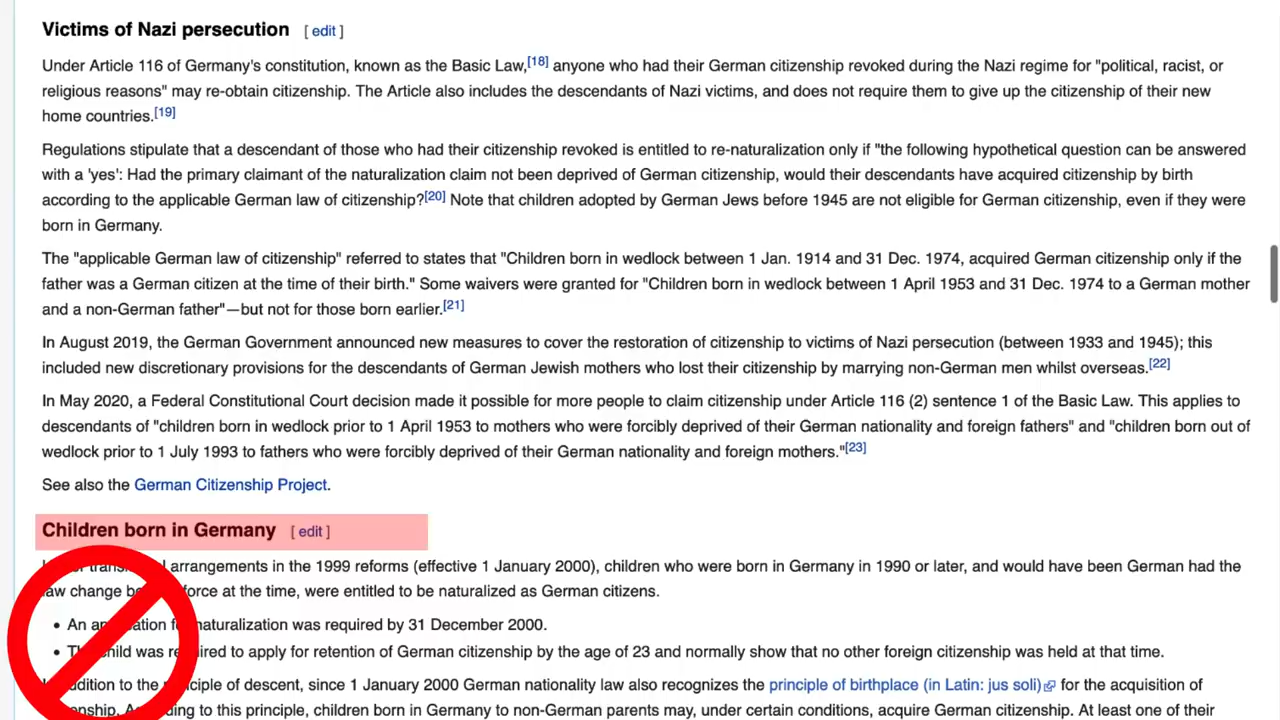 Victims of Nazi persecution [ edit ]
Under Article 116 of Germany's constitution, known as the Basic Law,[18] anyone who had their German citizenship revoked during the Nazi regime for "political, racist, or
religious reasons" may re-obtain citizenship. The Article also includes the descendants of Nazi victims, and does not require them to give up the citizenship of their new
home countries.[19]
Regulations stipulate that a descendant of those who had their citizenship revoked is entitled to re-naturalization only if "the following hypothetical question can be answered
with a 'yes': Had the primary claimant of the naturalization claim not been deprived of German citizenship, would their descendants have acquired citizenship by birth
according to the applicable German law of citizenship?[20] Note that children adopted by German Jews before 1945 are not eligible for German citizenship, even if they were
born in Germany.
The "applicable German law of citizenship" referred to states that "Children born in wedlock between 1 Jan. 1914 and 31 Dec. 1974, acquired German citizenship only if the
father was a German citizen at the time of their birth." Some waivers were granted for "Children born in wedlock between 1 April 1953 and 31 Dec. 1974 to a German mother
and a non-German father"—but not for those born earlier.[21]
In August 2019, the German Government announced new measures to cover the restoration of citizenship to victims of Nazi persecution (between 1933 and 1945); this
included new discretionary provisions for the descendants of German Jewish mothers who lost their citizenship by marrying non-German men whilst overseas.[22]
In May 2020, a Federal Constitutional Court decision made it possible for more people to claim citizenship under Article 116 (2) sentence 1 of the Basic Law. This applies to
descendants of "children born in wedlock prior to 1 April 1953 to mothers who were forcibly deprived of their German nationality and foreign fathers" and "children born out of
wedlock prior to 1 July 1993 to fathers who were forcibly deprived of their German nationality and foreign mothers."[23]
See also the German Citizenship Project.
Children born in Germany [ edit ]
arrangements in the 1999 reforms (effective 1 January 2000), children who were born in Germany in 1990 or later, and would have been German had the
law change force at the time, were entitled to be naturalized as German citizens.
• An naturalization was required by 31 December 2000.
• child was required to apply for retention of German citizenship by the age of 23 and normally show that no other foreign citizenship was held at that time.
addition to the principle of descent, since 1 January 2000 German nationality law also recognizes the principle of birthplace (in Latin: jus soli) for the acquisition of
to this principle, children born in Germany to non-German parents may, under certain conditions, acquire German citizenship. At least one of their